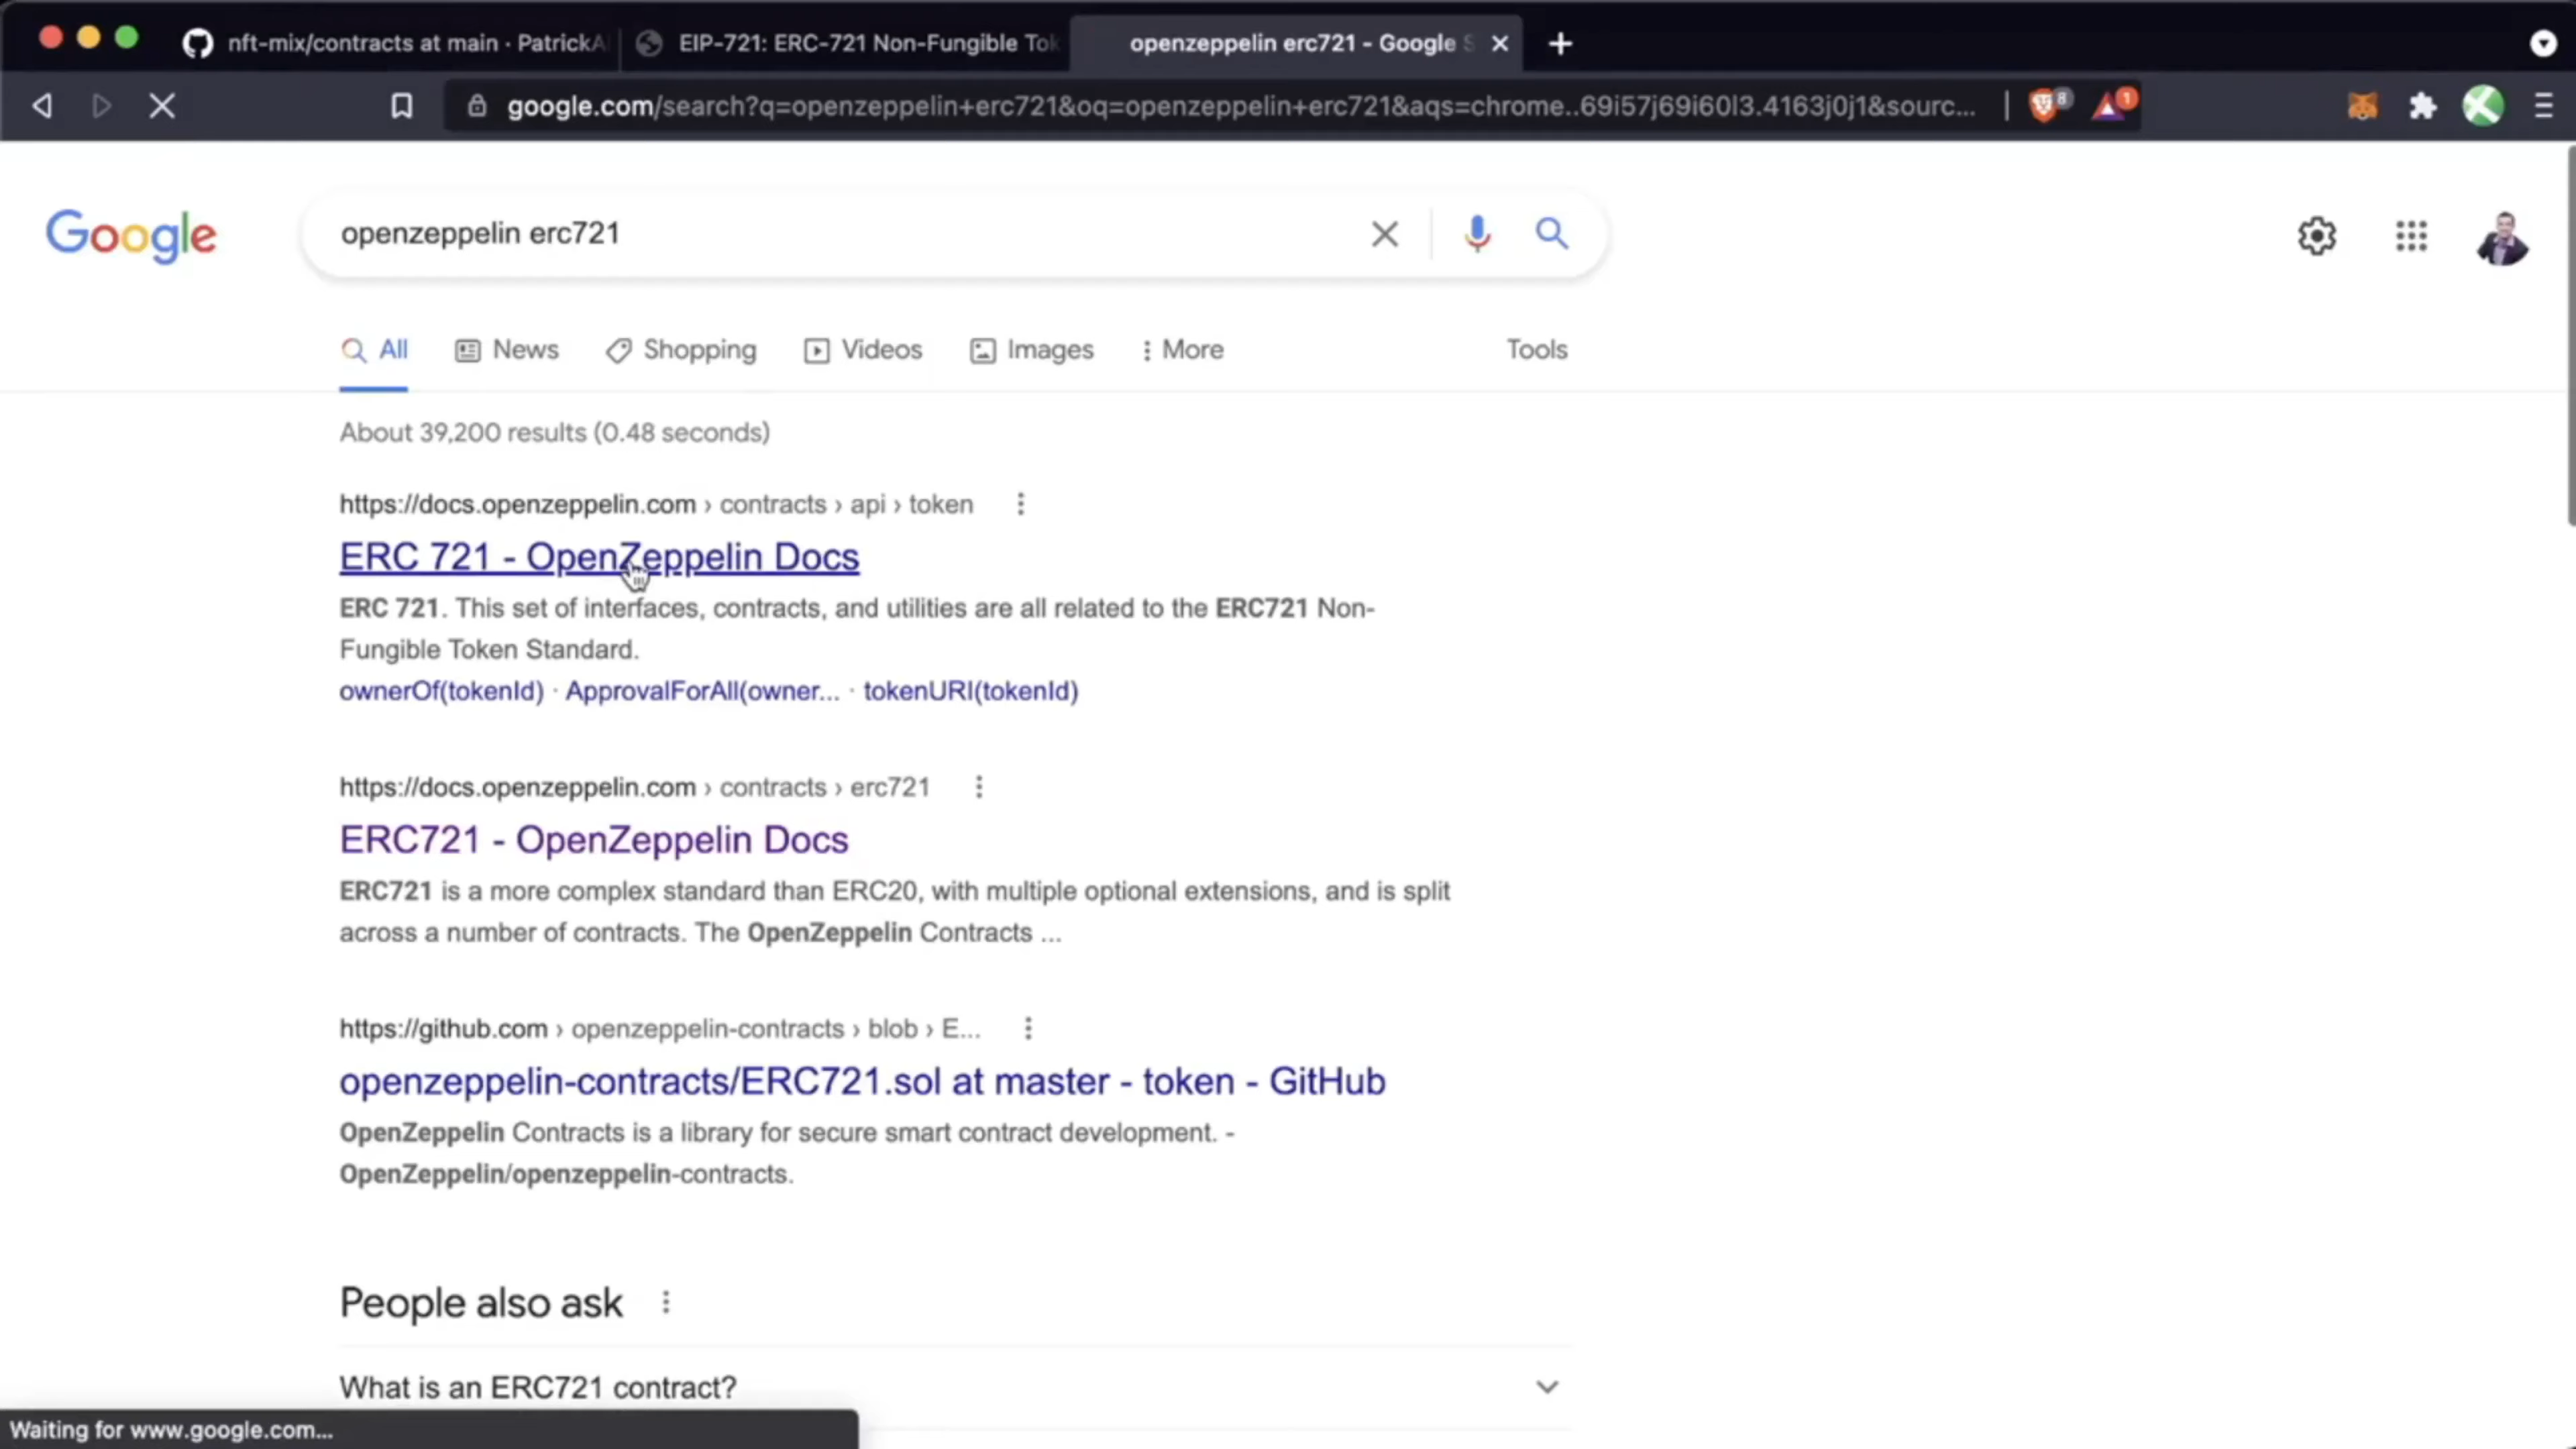 nft-mix/contracts at main · PatrickA
EIP-721: ERC-721 Non-Fungible Tok
openzeppelin erc721 - Google S
google.com/search?q=openzeppelin+erc721&oq=openzeppelin+erc721&aqs=chrome..69i57j69i60l3.4163j0j1&sourc...
8
1
Google
openzeppelin erc721
All
News
Shopping
Videos
Images
More
Tools
About 39,200 results (0.48 seconds)
https://docs.openzeppelin.com › contracts › api › token
ERC 721 - OpenZeppelin Docs
ERC 721. This set of interfaces, contracts, and utilities are all related to the ERC721 Non-
Fungible Token Standard.
ownerOf(tokenId) · ApprovalForAll(owner... · tokenURI(tokenId)
https://docs.openzeppelin.com › contracts › erc721
ERC721 - OpenZeppelin Docs
ERC721 is a more complex standard than ERC20, with multiple optional extensions, and is split
across a number of contracts. The OpenZeppelin Contracts ...
https://github.com › openzeppelin-contracts › blob › E...
openzeppelin-contracts/ERC721.sol at master - token - GitHub
OpenZeppelin Contracts is a library for secure smart contract development. -
OpenZeppelin/openzeppelin-contracts.
People also ask
What is an ERC721 contract?
Waiting for www.google.com...